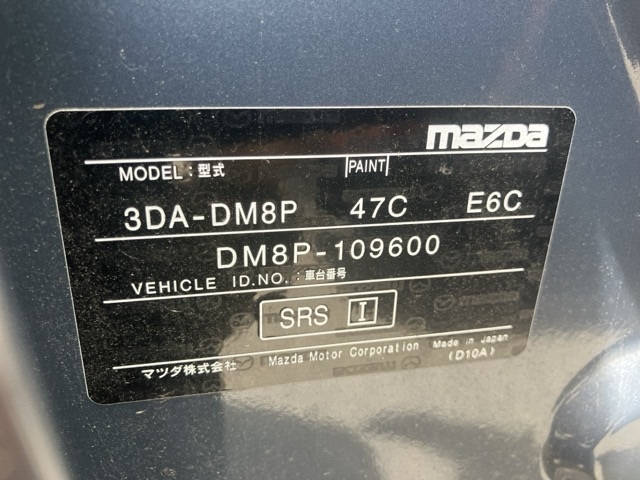 mazda
MODEL:型式 PAINT
3DA-DM8P 47C E6C
DM8P-109600
VEHICLE ID.NO.:車台番号
SRS I
マツダ株式会社 Mazda Motor Corporation Made in Japan
(D10A)